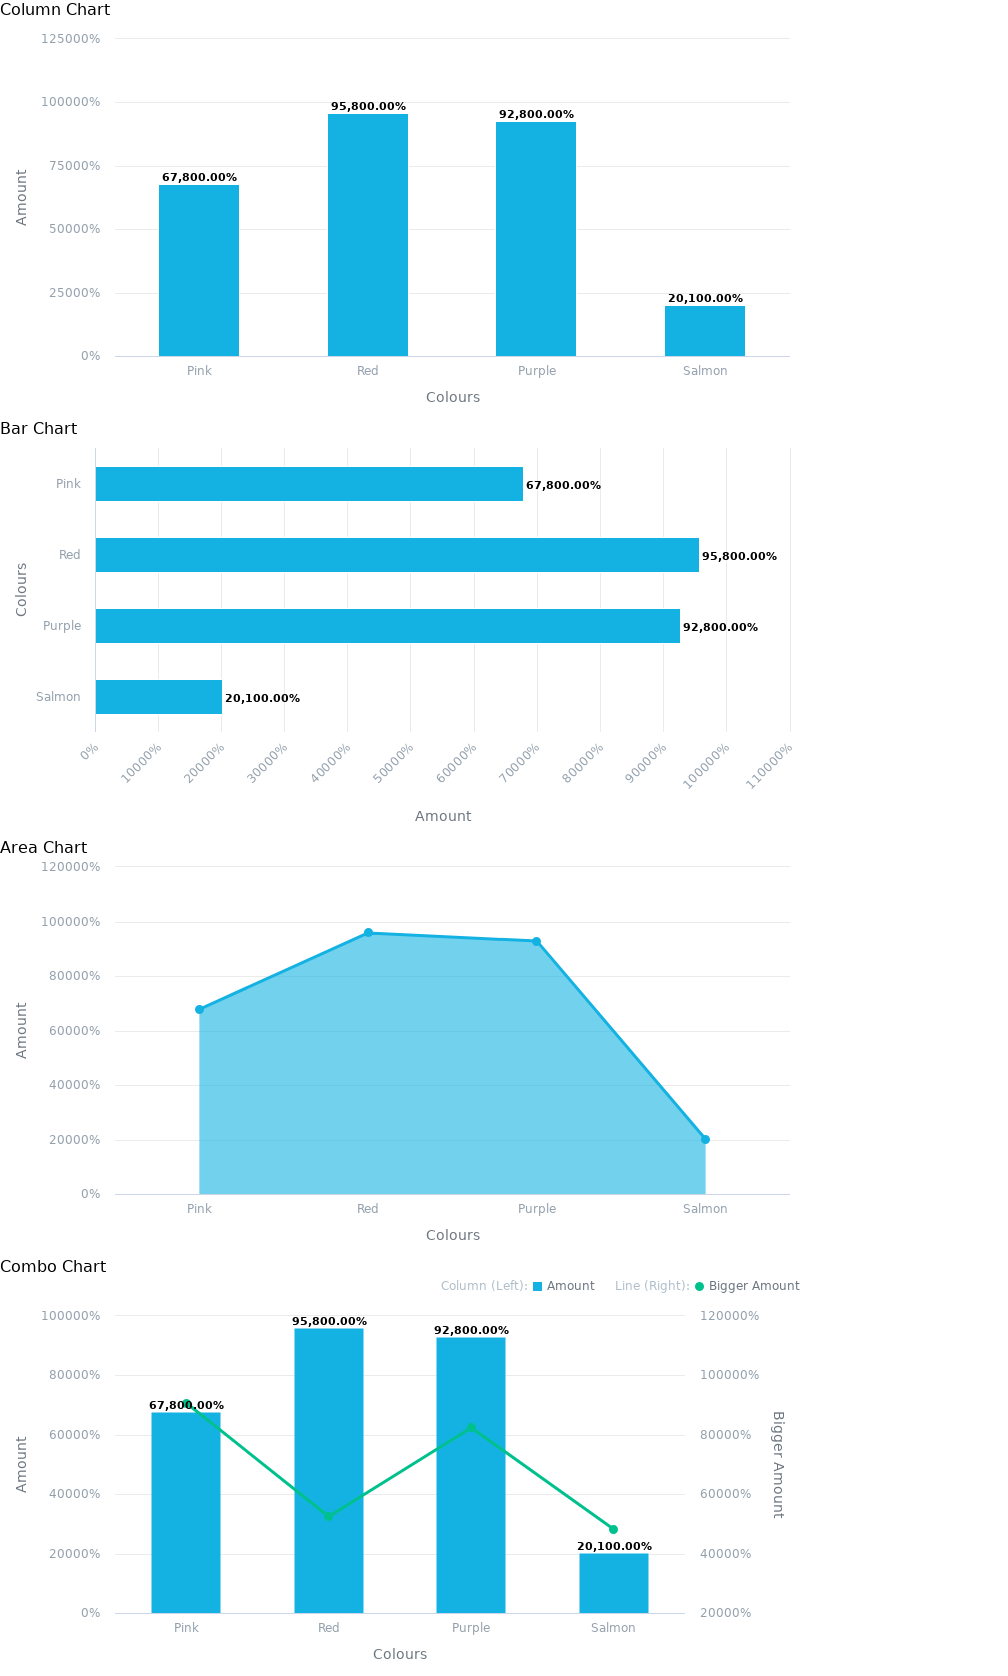 Column Chart
125000%
100000%
75000%
50000%
25000%
0%
Amount
67,800.00%
95,800.00%
92,800.00%
20,100.00%
Pink
Red
Purple
Salmon
Colours
Bar Chart
Pink
Red
Purple
Salmon
Colours
67,800.00%
95,800.00%
92,800.00%
20,100.00%
0%
10000%
20000%
30000%
40000%
50000%
60000%
70000%
80000%
90000%
100000%
110000%
Amount
Area Chart
120000%
100000%
80000%
60000%
40000%
20000%
0%
Amount
Pink
Red
Purple
Salmon
Colours
Combo Chart
Column (Left): Amount Line (Right): Bigger Amount
100000%
80000%
60000%
40000%
20000%
0%
Amount
67,800.00%
95,800.00%
92,800.00%
20,100.00%
120000%
100000%
80000%
60000%
40000%
20000%
Bigger Amount
Pink
Red
Purple
Salmon
Colours